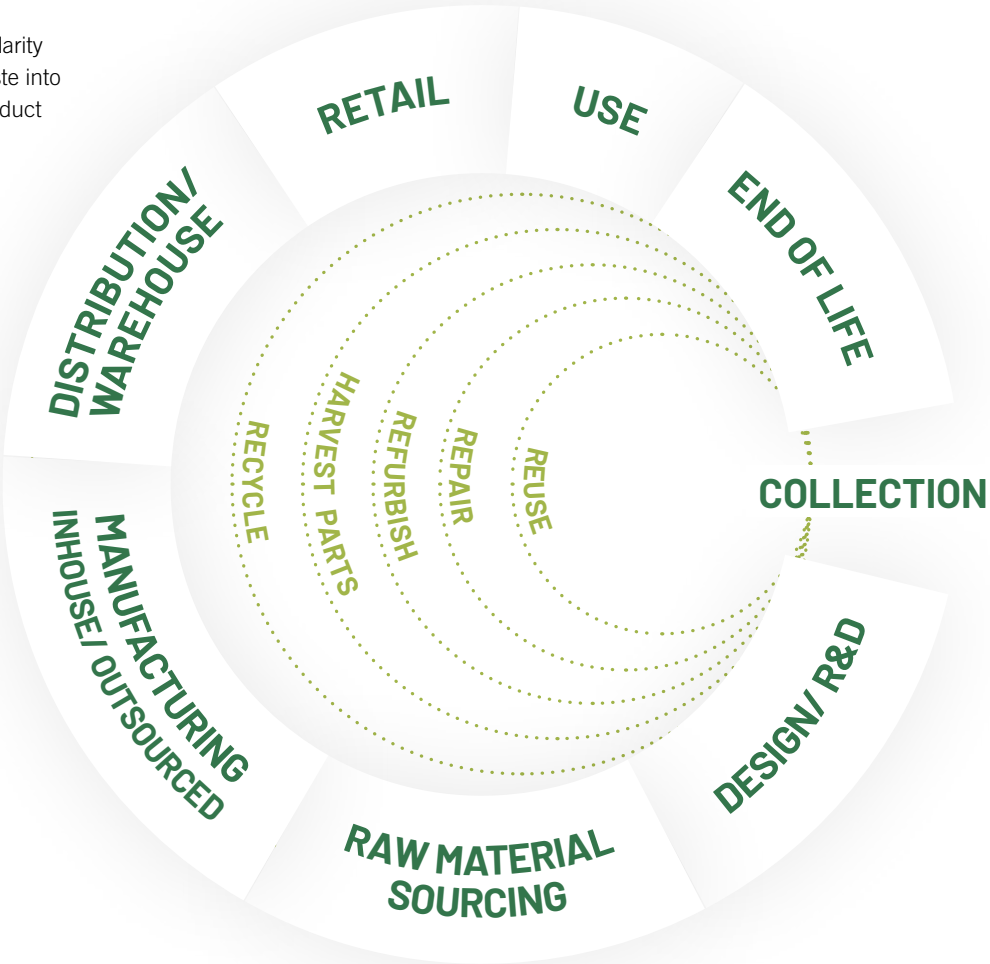 RETAIL
USE
END OF LIFE
COLLECTION
DESIGN/ R&D
RAW MATERIAL
SOURCING
MANUFACTURING
INHOUSE/ OUTSOURCED
DISTRIBUTION/
WAREHOUSE
RECYCLE
HARVEST PARTS
REFURBISH
REPAIR
REUSE